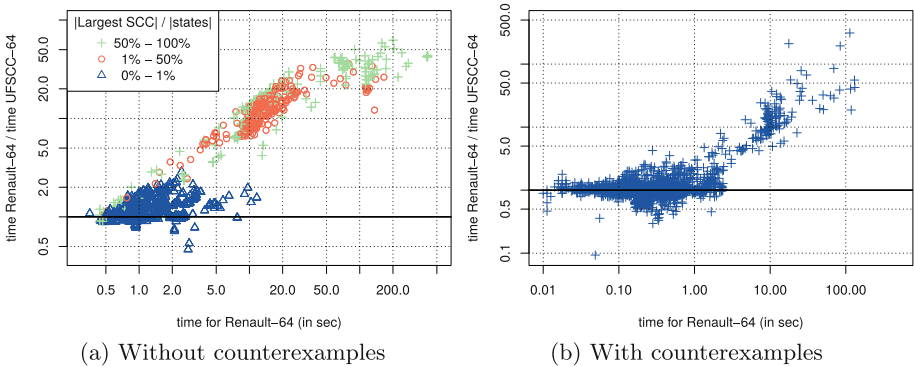 |Largest SCC| / |states|
50% − 100%
1% − 50%
0% − 1%
time Renault−64 / time UFSCC−64
50.0
20.0
5.0
2.0
0.5
0.5 1.0 2.0 5.0 20.0 50.0 200.0
time for Renault−64 (in sec)
(a) Without counterexamples
time Renault−64 / time UFSCC−64
500.0
50.0
5.0
0.5
0.1
0.01 0.10 1.00 10.00 100.00
time for Renault−64 (in sec)
(b) With counterexamples